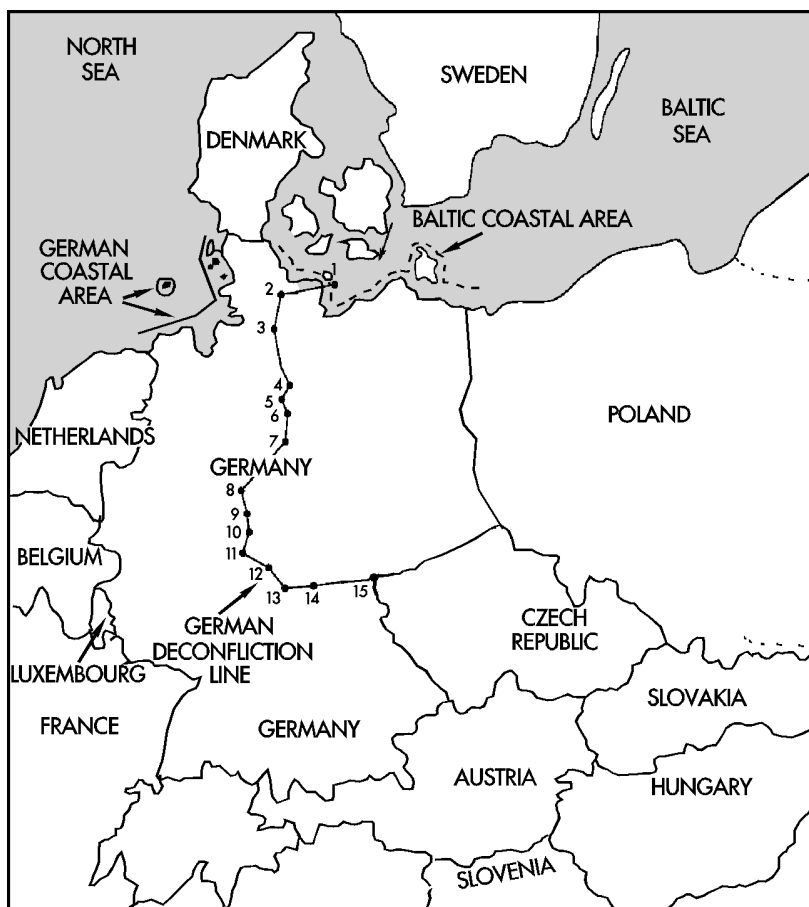 NORTH
SEA
SWEDEN
BALTIC
SEA
DENMARK
BALTIC COASTAL AREA
GERMAN
COASTAL
AREA
1
2
3
4
5
6
7
POLAND
NETHERLANDS
GERMANY
8
9
10
11
BELGIUM
12
13
14
15
GERMAN
DECONFLICTION
LINE
CZECH
REPUBLIC
LUXEMBOURG
SLOVAKIA
FRANCE
GERMANY
AUSTRIA
HUNGARY
SLOVENIA